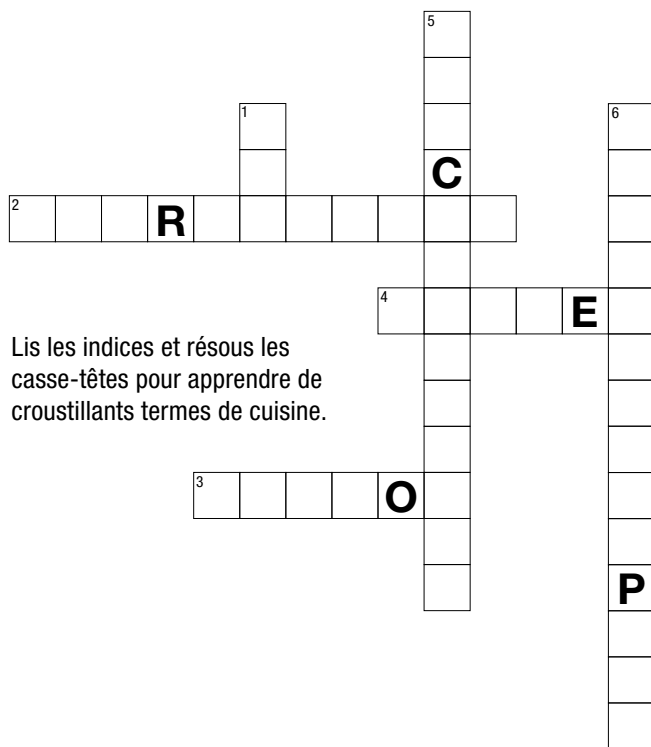 5
1
6
C
2
R
4
E
Lis les indices et résous les
casse-têtes pour apprendre de
croustillants termes de cuisine.
3
O
P